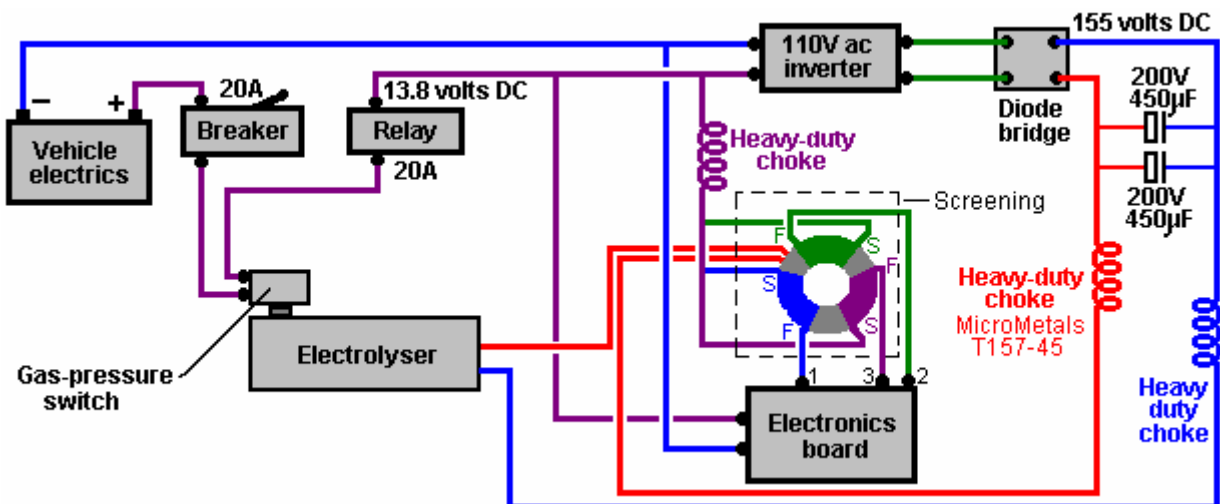 155 volts DC
110V ac
inverter
200V
450µF
20A
13.8 volts DC
–
+
Breaker
Relay
Diode
bridge
Vehicle
electrics
Heavy-duty
choke
20A
200V
450µF
Screening
F
S
F
S
Heavy-duty
choke
MicroMetals
T157-45
F
S
Electrolyser
Gas-pressure
switch
1
3
2
Heavy
duty
choke
Electronics
board